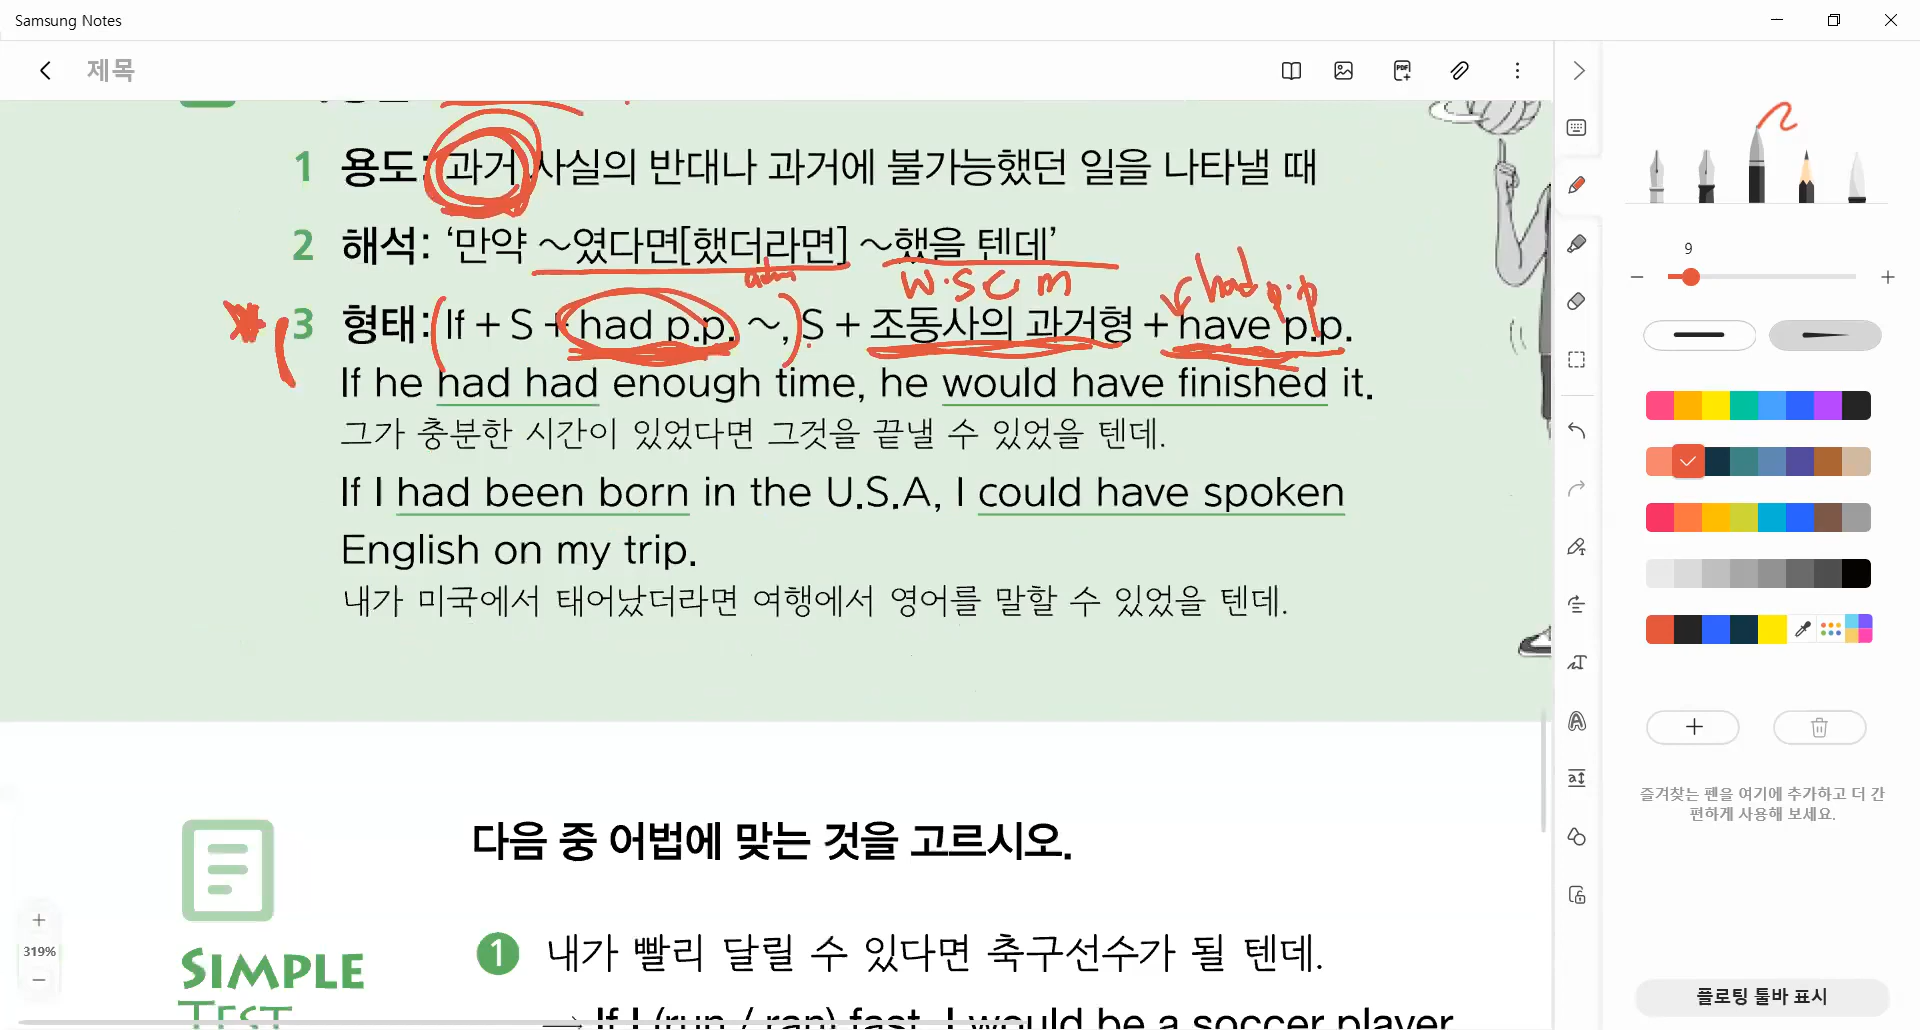 Samsung Notes
제목
1 용도: 과거 사실의 반대나 과거에 불가능했던 일을 나타낼 때
2 해석: ‘만약 ~였다면[했더라면] ~했을 텐데’
w.s c m
had p.p
3 형태: If + S + had p.p. ~, S + 조동사의 과거형 + have p.p.
If he had had enough time, he would have finished it.
그가 충분한 시간이 있었다면 그것을 끝낼 수 있었을 텐데.
If I had been born in the U.S.A, I could have spoken
English on my trip.
내가 미국에서 태어났더라면 여행에서 영어를 말할 수 있었을 텐데.
SIMPLE
TEST
다음 중 어법에 맞는 것을 고르시오.
1 내가 빨리 달릴 수 있다면 축구선수가 될 텐데.
→ If I (run / ran) fast, I would be a soccer player
319%
PDF
9
즐겨찾는 펜을 여기에 추가하고 더 간
편하게 사용해 보세요.
플로팅 툴바 표시